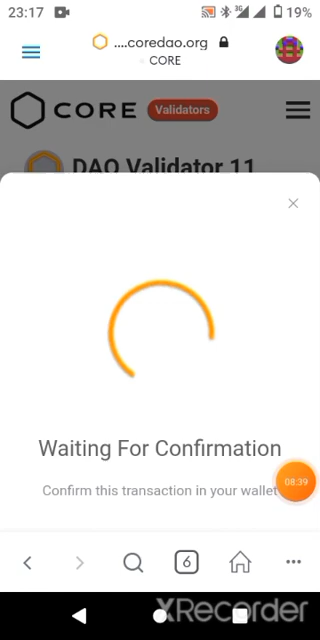 23:17 3G 19%
....coredao.org
CORE
CORE Validators
DAO Validator 11
Waiting For Confirmation
08:39
Confirm this transaction in your wallet
6
XRecorder